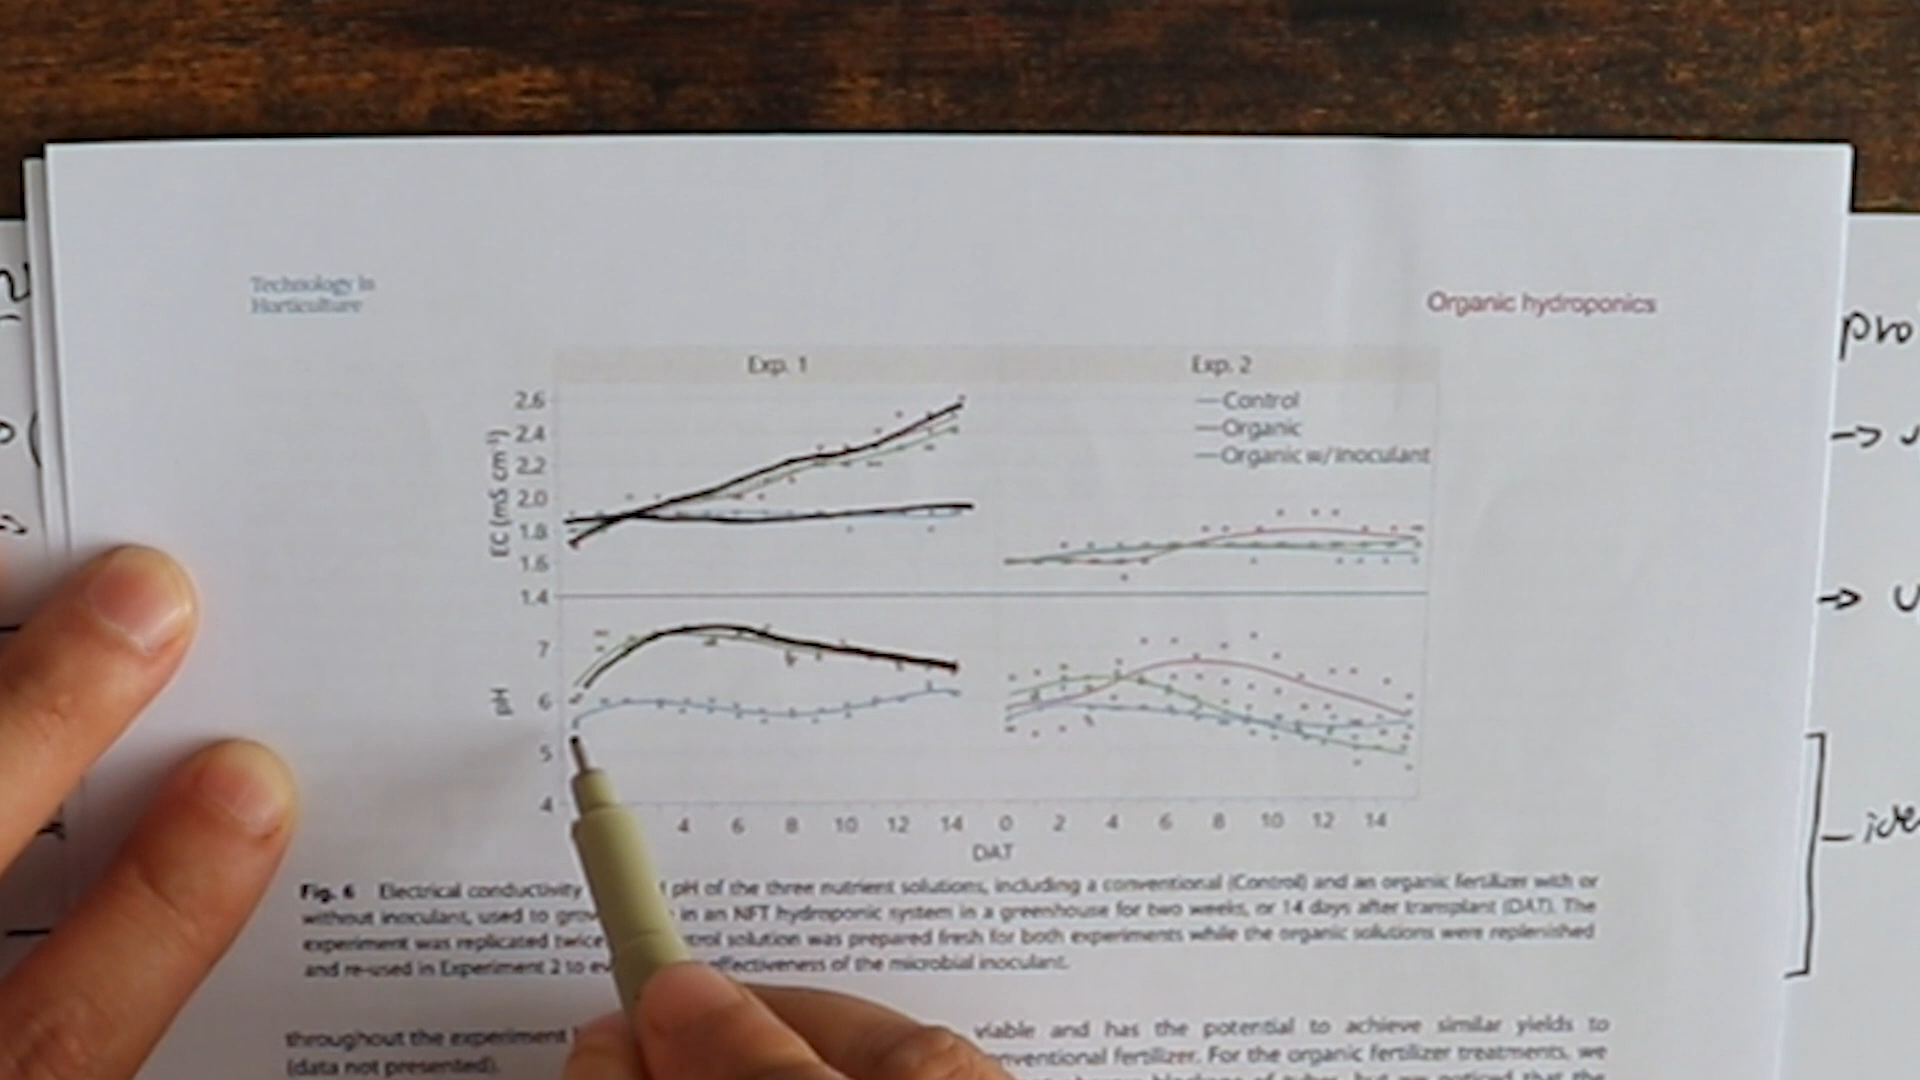 Technology in
Horticulture
Organic hydroponics
Exp. 1
Exp. 2
2.6
2.4
2.2
2.0
1.8
1.6
1.4
EC (mS cm⁻¹)
Control
Organic
Organic w/ Inoculant
7
6
5
4
pH
4 6 8 10 12 14 0 2 4 6 8 10 12 14
DAT
Fig. 6 Electrical conductivity pH of the three nutrient solutions, including a conventional (Control) and an organic fertilizer with or
without inoculant, used to in an NFT hydroponic system in a greenhouse for two weeks, or 14 days after transplant (DAT). The
experiment was replicated twice solution was prepared fresh for both experiments while the organic solutions were replenished
and re-used in Experiment 2 to effectiveness of the microbial inoculant.
throughout the experiment
(data not presented).
viable and has the potential to achieve similar yields to
conventional fertilizer. For the organic fertilizer treatments, we
pro